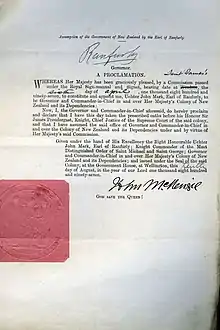 Assumption of the Government of New Zealand by the Earl of Ranfurly.
Ranfurly
Governor.
A PROCLAMATION.
WHEREAS Her Majesty has been graciously pleased, by a Commission passed
under the Royal Sign-manual and Signet, bearing date at
the day of April one thousand eight hundred and
ninety-seven, to constitute and appoint me, Uchter John Mark, Earl of Ranfurly, to
be Governor and Commander-in-Chief in and over Her Majesty's Colony of New
Zealand and its Dependencies:
Now, I, the Governor and Commander-in-Chief aforesaid, do hereby proclaim
and declare that I have this day taken the prescribed oaths before his Honour Sir
James Prendergast, Knight, Chief Justice of the Supreme Court of the said colony,
and that I have assumed the said office of Governor and Commander-in-Chief in
and over the Colony of New Zealand and its Dependencies under and by virtue of
Her Majesty's said Commission.
Given under the hand of His Excellency the Right Honourable Uchter
John Mark, Earl of Ranfurly; Knight Commander of the Most
Distinguished Order of Saint Michael and Saint George; Governor
and Commander-in-Chief in and over Her Majesty's Colony of New
Zealand and its Dependencies; and issued under the Seal of the said
Colony, at the Government House, at Wellington, this
day of August, in the year of our Lord one thousand eight hundred
and ninety-seven.
John McKenzie
GOD SAVE THE QUEEN!